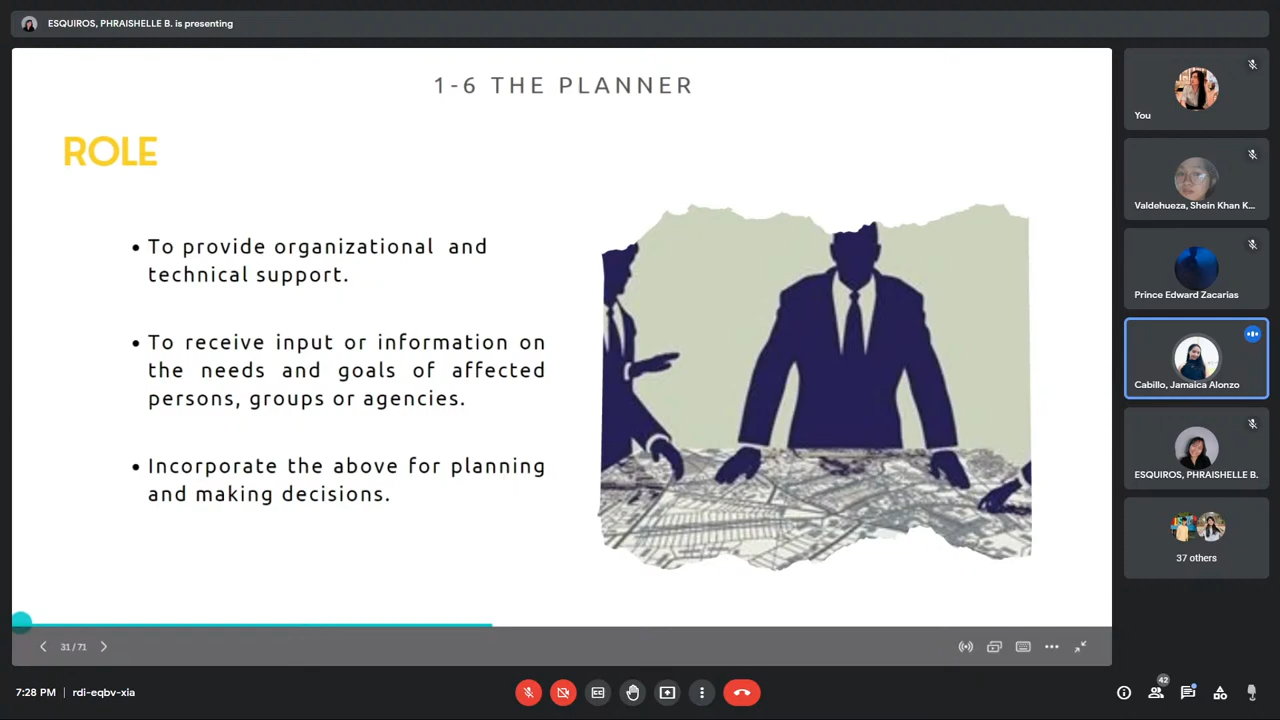 ESQUIROS, PHRAISHELLE B. is presenting
1-6 THE PLANNER
ROLE
• To provide organizational and
technical support.
• To receive input or information on
the needs and goals of affected
persons, groups or agencies.
• Incorporate the above for planning
and making decisions.
31 / 71
You
Valdehueza, Shein Khan K...
Prince Edward Zacarias
Cabillo, Jamaica Alonzo
ESQUIROS, PHRAISHELLE B.
37 others
7:28 PM | rdi-eqbv-xia
42